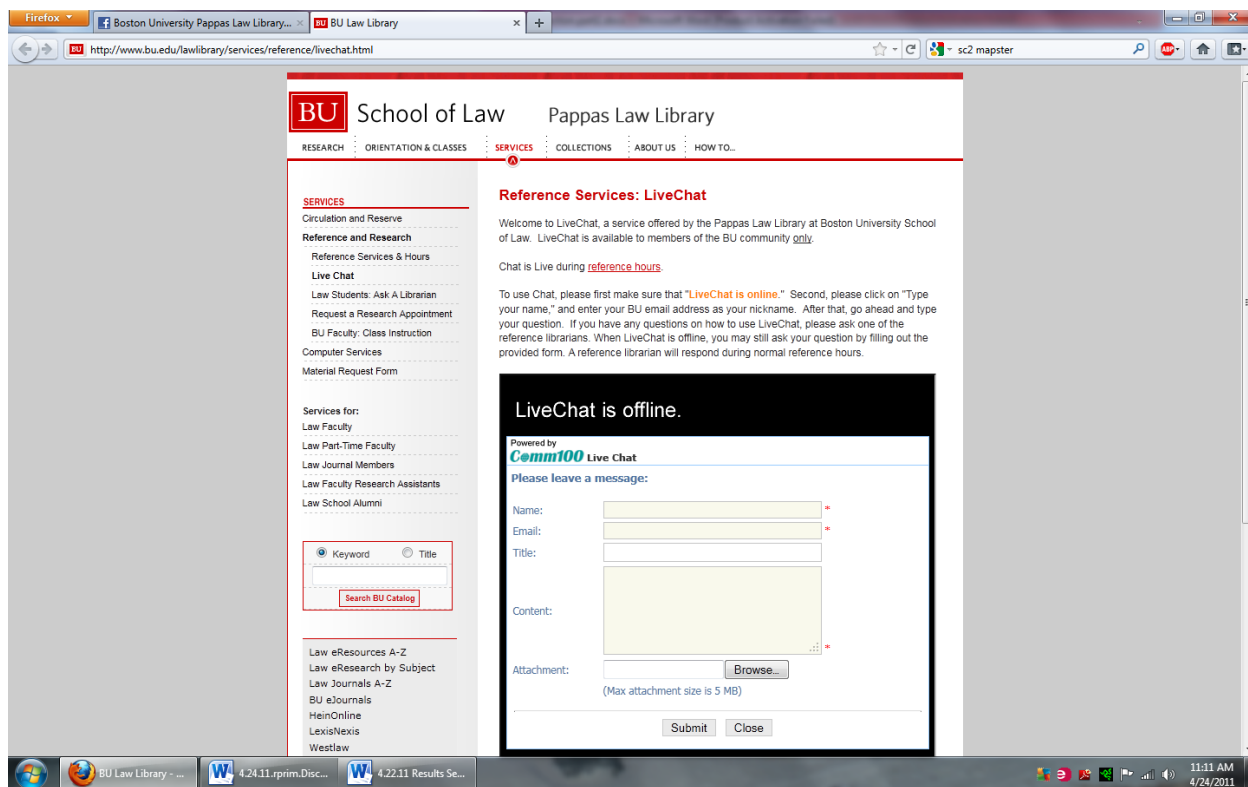 Firefox
Boston University Pappas Law Library...
BU BU Law Library
BU http://www.bu.edu/lawlibrary/services/reference/livechat.html
sc2 mapster
ABP
BU School of Law Pappas Law Library
RESEARCH ORIENTATION & CLASSES SERVICES COLLECTIONS ABOUT US HOW TO...
SERVICES
Circulation and Reserve
Reference and Research
Reference Services & Hours
Live Chat
Law Students: Ask A Librarian
Request a Research Appointment
BU Faculty: Class Instruction
Computer Services
Material Request Form
Services for:
Law Faculty
Law Part-Time Faculty
Law Journal Members
Law Faculty Research Assistants
Law School Alumni
Keyword Title
Search BU Catalog
Law eResources A-Z
Law eResearch by Subject
Law Journals A-Z
BU eJournals
HeinOnline
LexisNexis
Westlaw
Reference Services: LiveChat
Welcome to LiveChat, a service offered by the Pappas Law Library at Boston University School
of Law. LiveChat is available to members of the BU community only.
Chat is Live during reference hours.
To use Chat, please first make sure that "LiveChat is online." Second, please click on "Type
your name," and enter your BU email address as your nickname. After that, go ahead and type
your question. If you have any questions on how to use LiveChat, please ask one of the
reference librarians. When LiveChat is offline, you may still ask your question by filling out the
provided form. A reference librarian will respond during normal reference hours.
LiveChat is offline.
Powered by
Comm100 Live Chat
Please leave a message:
Name: *
Email: *
Title:
Content: *
Attachment: Browse...
(Max attachment size is 5 MB)
Submit Close
BU Law Library - ...
4.24.11.rprim.Disc...
4.22.11 Results Se...
11:11 AM
4/24/2011